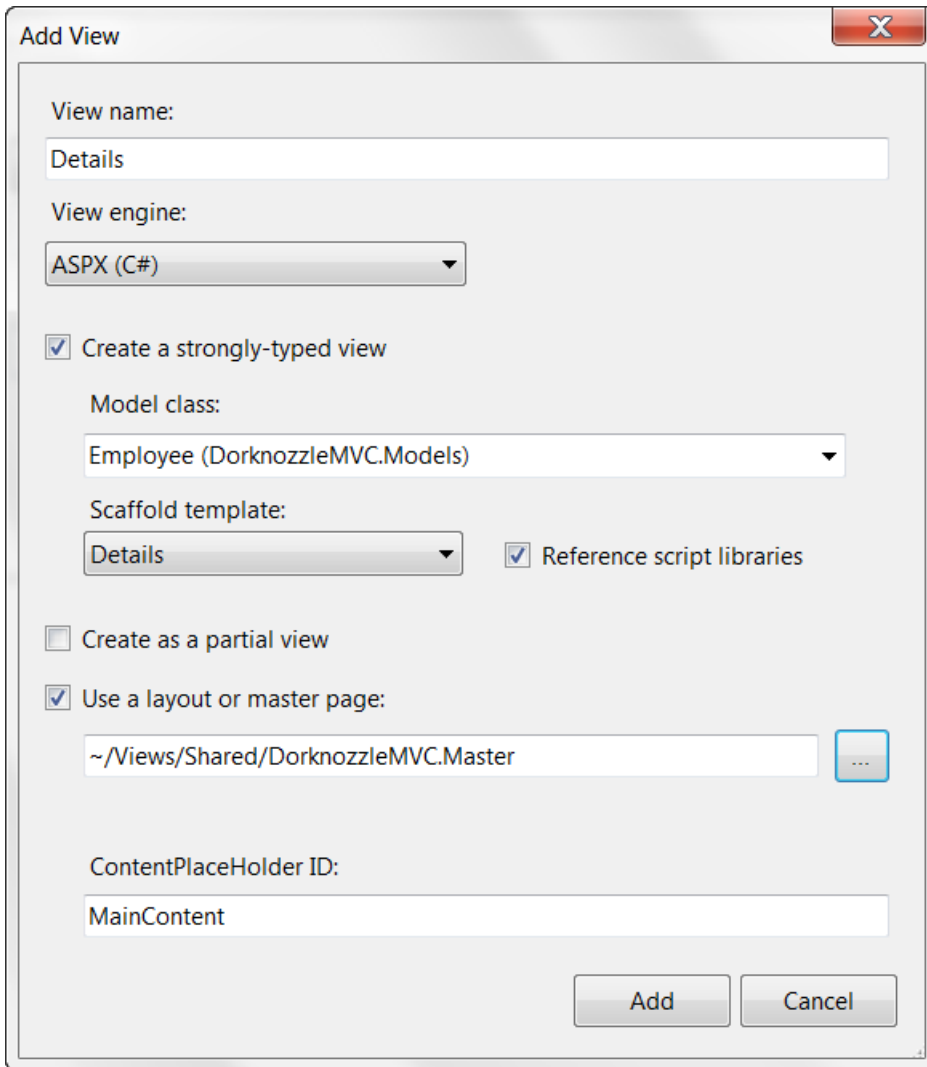 Add View
X
View name:
Details
View engine:
ASPX (C#)
Create a strongly-typed view
Model class:
Employee (DorknozzleMVC.Models)
Scaffold template:
Details
Reference script libraries
Create as a partial view
Use a layout or master page:
~/Views/Shared/DorknozzleMVC.Master
...
ContentPlaceHolder ID:
MainContent
Add
Cancel